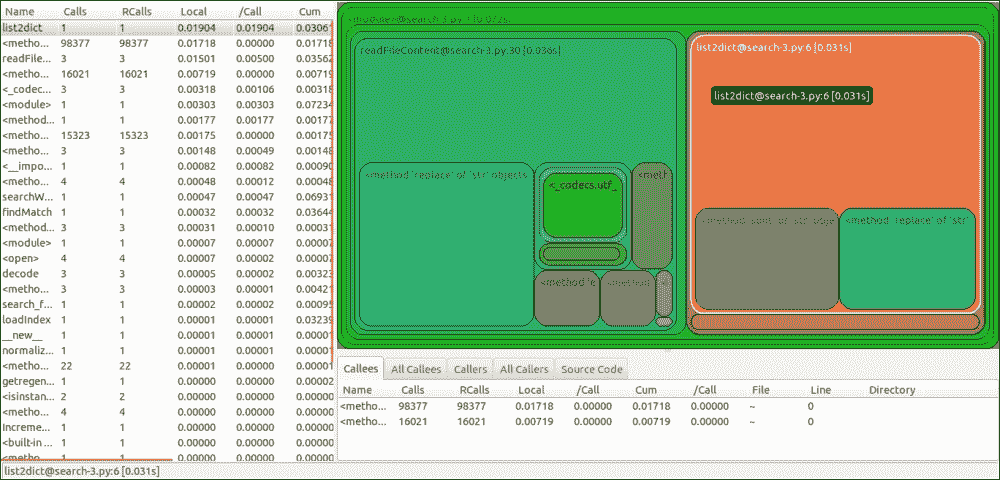 Name Calls RCalls Local /Call Cum
list2dict 1 1 0.01904 0.01904 0.0306
<metho... 98377 98377 0.01718 0.00000 0.01718
readFile... 3 3 0.01501 0.00500 0.03562
<metho... 16021 16021 0.00719 0.00000 0.00719
<_codec... 3 3 0.00318 0.00106 0.00318
<module> 1 1 0.00303 0.00303 0.07234
<method... 1 1 0.00177 0.00177 0.00177
<metho... 15323 15323 0.00175 0.00000 0.00175
<metho... 3 3 0.00148 0.00049 0.00148
<__impo... 1 1 0.00082 0.00082 0.00090
<metho... 4 4 0.00048 0.00012 0.00048
searchW... 1 1 0.00047 0.00047 0.06931
findMatch 1 1 0.00032 0.00032 0.03644
<method... 3 3 0.00031 0.00010 0.00031
<module> 1 1 0.00007 0.00007 0.00007
<open> 4 4 0.00007 0.00002 0.00007
decode 3 3 0.00005 0.00002 0.00323
<metho... 3 3 0.00003 0.00001 0.00421
search_f... 1 1 0.00002 0.00002 0.00095
loadIndex 1 1 0.00001 0.00001 0.03239
__new__ 1 1 0.00001 0.00001 0.00001
normaliz... 1 1 0.00001 0.00001 0.00001
<metho... 22 22 0.00001 0.00000 0.00001
getregen... 1 1 0.00000 0.00000 0.00002
<isinstan... 2 2 0.00000 0.00000 0.00000
<metho... 4 4 0.00000 0.00000 0.00000
Increme... 1 1 0.00000 0.00000 0.00000
<built-in 1 1 0.00000 0.00000 0.00000
<metho 1 1 0.00000 0.00000 0.00000
list2dict@search-3.py:6 [0.031s]
readFileContent@search-3.py:30 [0.036s]
<method 'replace' of 'str' objects
<_codecs.utf_
<meth
<method 'e
<method
list2dict@search-3.py:6 [0.031s]
list2dict@search-3.py:6 [0.031s]
<method 'replace' of 'str'
Callees All Callees Callers All Callers Source Code
Name Calls RCalls Local /Call Cum /Call File Line Directory
<metho... 98377 98377 0.01718 0.00000 0.01718 0.00000 ~ 0
<metho... 16021 16021 0.00719 0.00000 0.00719 0.00000 ~ 0